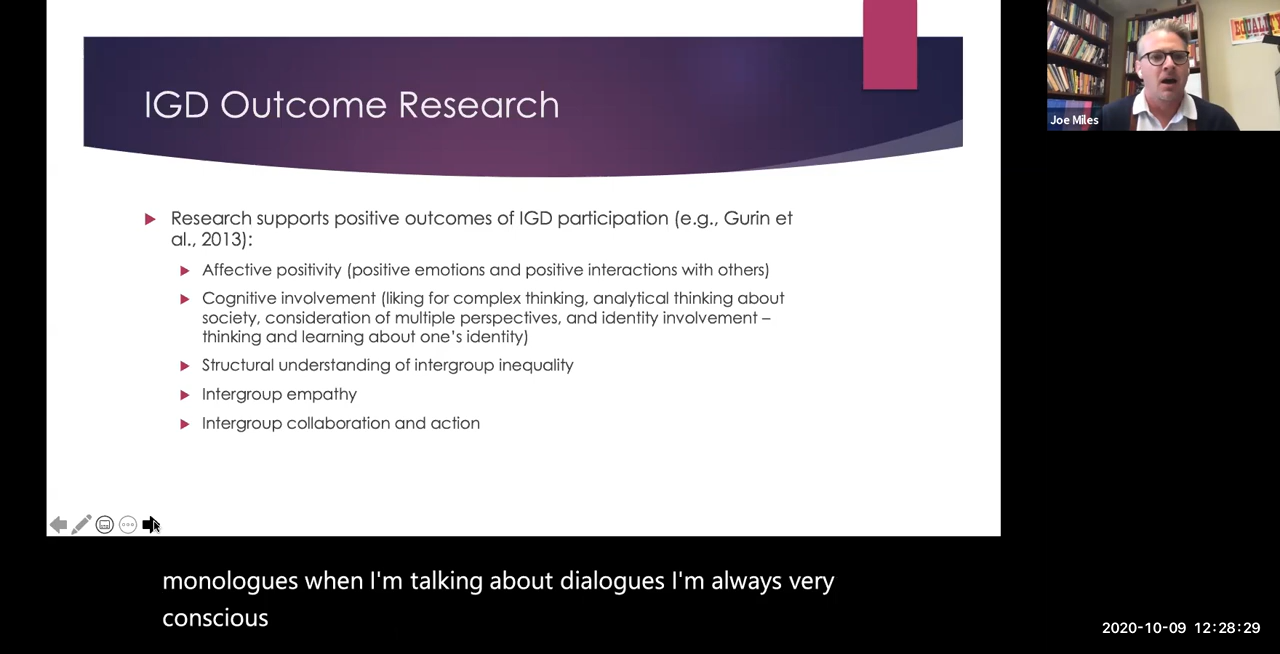 IGD Outcome Research
Research supports positive outcomes of IGD participation (e.g., Gurin et
al., 2013):
Affective positivity (positive emotions and positive interactions with others)
Cognitive involvement (liking for complex thinking, analytical thinking about
society, consideration of multiple perspectives, and identity involvement –
thinking and learning about one's identity)
Structural understanding of intergroup inequality
Intergroup empathy
Intergroup collaboration and action
Joe Miles
monologues when I'm talking about dialogues I'm always very
conscious
2020-10-09 12:28:29